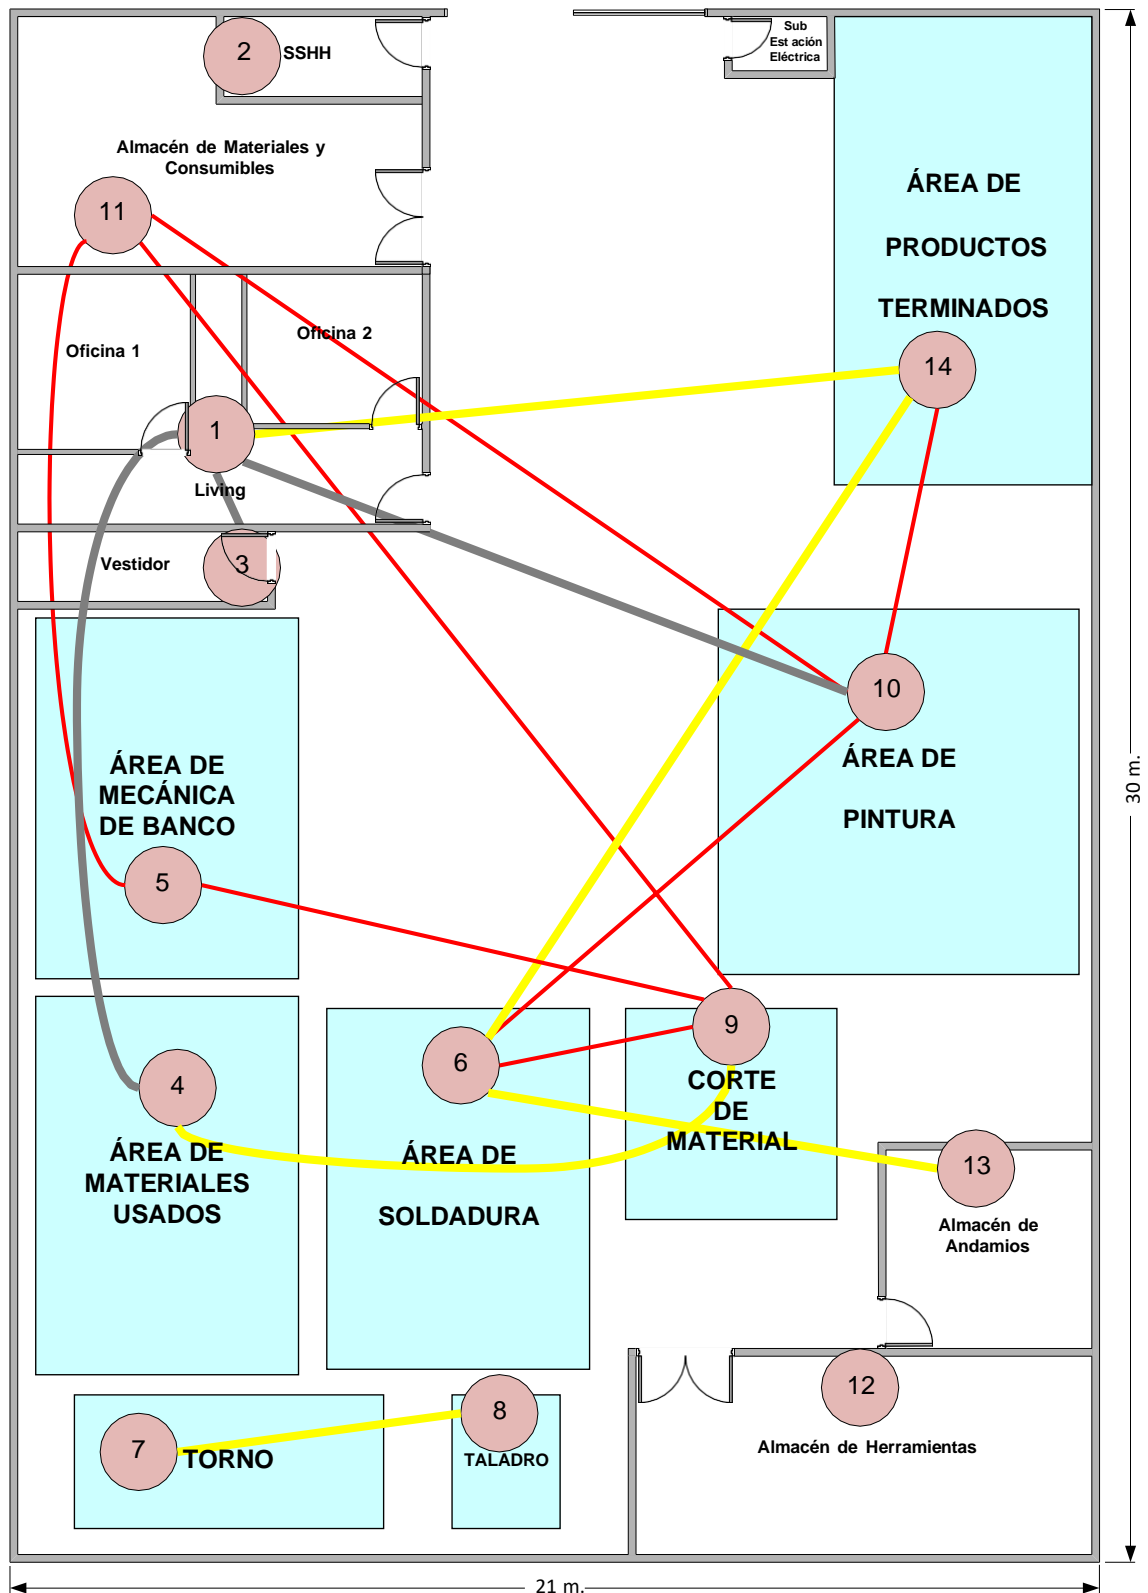 2
SSHH
Sub
Est ación
Eléctrica
Almacén de Materiales y
Consumibles
11
ÁREA DE
PRODUCTOS
TERMINADOS
14
Oficina 1
Oficina 2
1
Living
Vestidor
3
10
ÁREA DE
PINTURA
ÁREA DE
MECÁNICA
DE BANCO
5
30 m.
4
ÁREA DE
MATERIALES
USADOS
6
ÁREA DE
SOLDADURA
9
CORTE
DE
MATERIAL
13
Almacén de
Andamios
12
Almacén de Herramientas
7
TORNO
8
TALADRO
21 m.